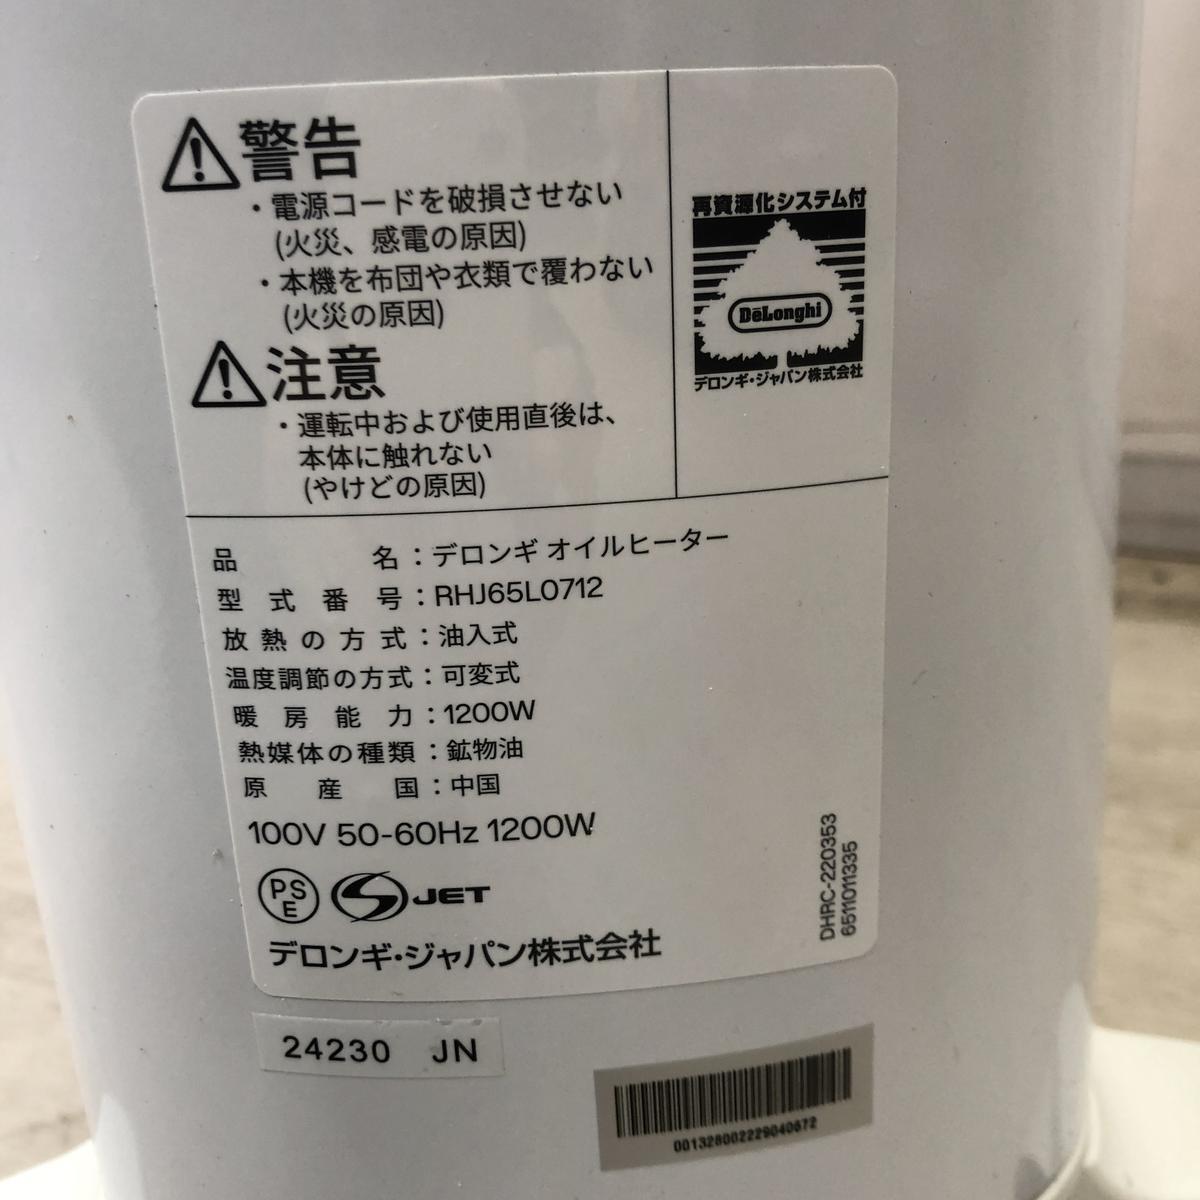 警告
・電源コードを破損させない
(火災、感電の原因)
・本機を布団や衣類で覆わない
(火災の原因)
注意
・運転中および使用直後は、
本体に触れない
(やけどの原因)
再資源化システム付
DeLonghi
デロンギ・ジャパン株式会社
品名：デロンギ オイルヒーター
型式番号：RHJ65L0712
放熱の方式：油入式
温度調節の方式：可変式
暖房能力：1200W
熱媒体の種類：鉱物油
原産国：中国
100V 50-60Hz 1200W
PSE JET
デロンギ・ジャパン株式会社
DHRC-220353
6511011335
24230 JN
001328002229040672